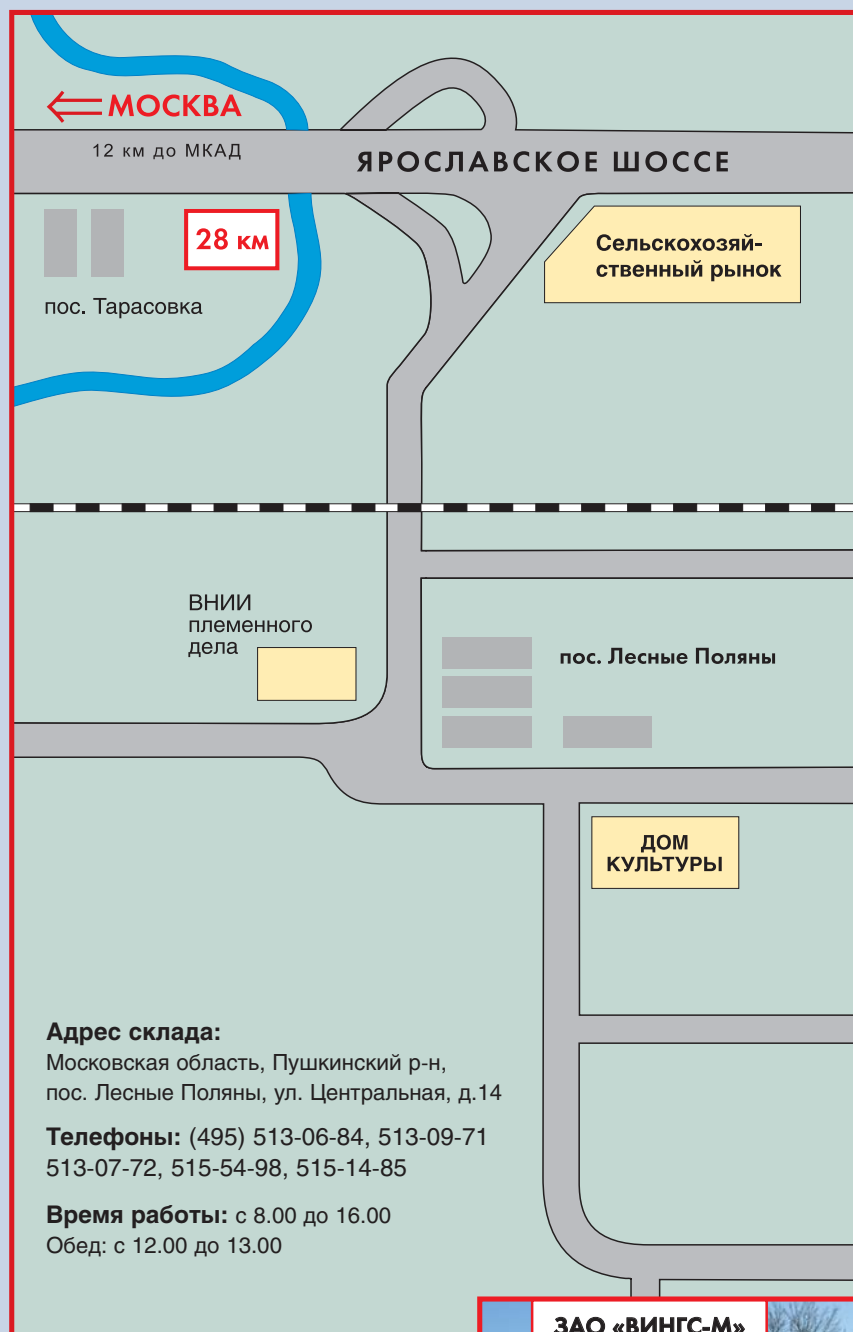 МОСКВА
12 км до МКАД
ЯРОСЛАВСКОЕ ШОССЕ
28 км
Сельскохозяй-
ственный рынок
пос. Тарасовка
ВНИИ
племенного
дела
пос. Лесные Поляны
ДОМ
КУЛЬТУРЫ
Адрес склада:
Московская область, Пушкинский р-н,
пос. Лесные Поляны, ул. Центральная, д.14
Телефоны: (495) 513-06-84, 513-09-71
513-07-72, 515-54-98, 515-14-85
Время работы: с 8.00 до 16.00
Обед: с 12.00 до 13.00
ЗАО «ВИНГС-М»